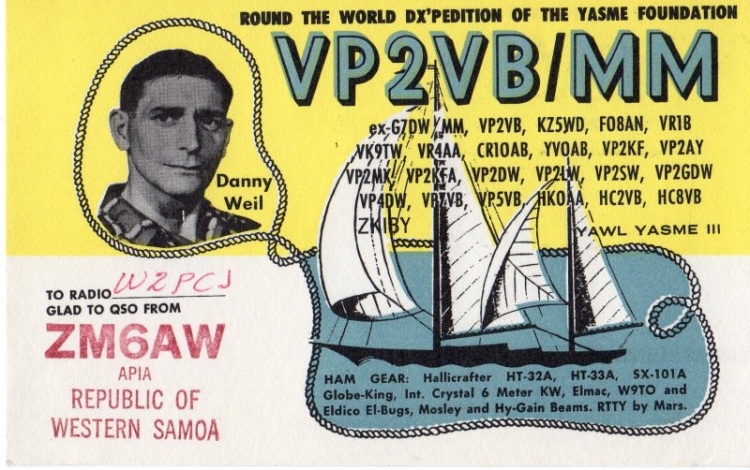 ROUND THE WORLD DX'PEDITION OF THE YASME FOUNDATION
VP2VB/MM
ex-G7DW/MM, VP2VB, KZ5WD, FO8AN, VR1B
VK9TW, VR4AA, CR10AB, YV0AB, VP2KF, VP2AY
VP2MK, VP2KFA, VP2DW, VP2LW, VP2SW, VP2GDW
VP4DW, VP7VB, VP5VB, HK0AA, HC2VB, HC8VB
ZK1BY
YAWL YASME III
Danny
Weil
TO RADIO W2PCJ
GLAD TO QSO FROM
ZM6AW
APIA
REPUBLIC OF
WESTERN SAMOA
HAM GEAR: Hallicrafter HT-32A, HT-33A, SX-101A
Globe-King, Int. Crystal 6 Meter KW, Elmac, W9TO and
Eldico El-Bugs, Mosley and Hy-Gain Beams. RTTY by Mars.